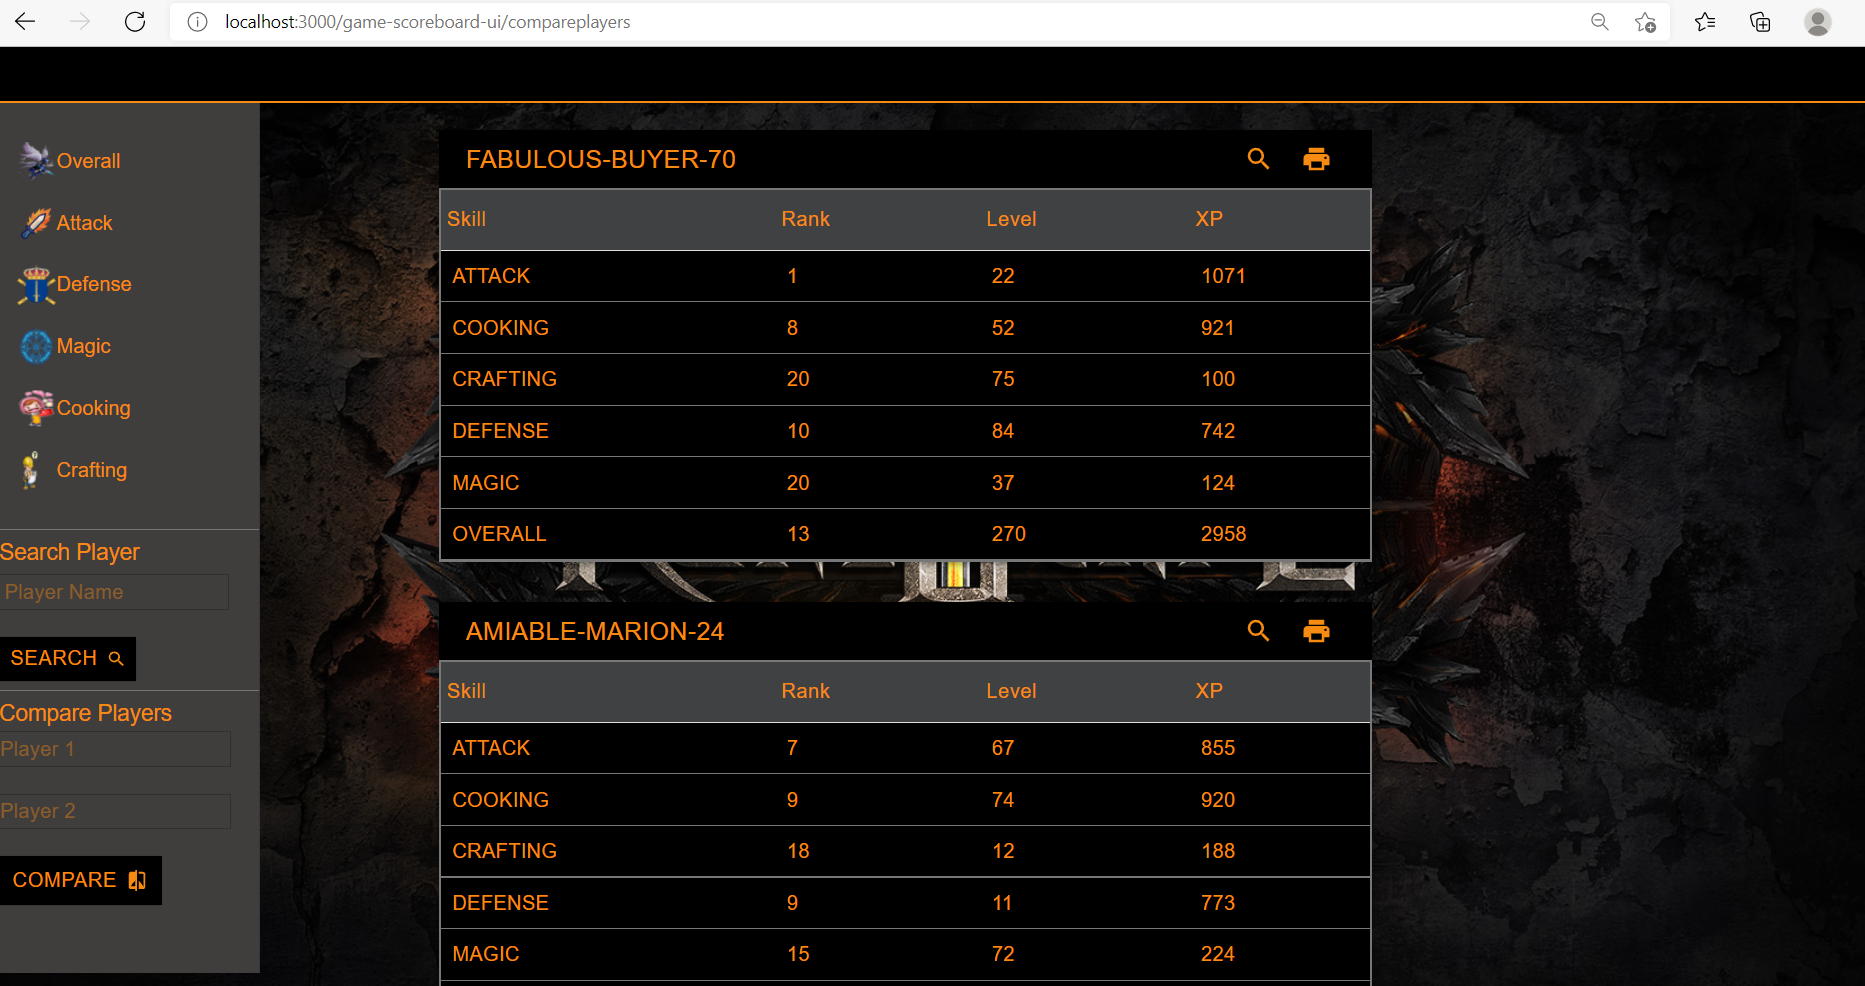 localhost:3000/game-scoreboard-ui/compareplayers
Overall
Attack
Defense
Magic
Cooking
Crafting
Search Player
Player Name
SEARCH
Compare Players
Player 1
Player 2
COMPARE
FABULOUS-BUYER-70
Skill Rank Level XP
ATTACK 1 22 1071
COOKING 8 52 921
CRAFTING 20 75 100
DEFENSE 10 84 742
MAGIC 20 37 124
OVERALL 13 270 2958
AMIABLE-MARION-24
Skill Rank Level XP
ATTACK 7 67 855
COOKING 9 74 920
CRAFTING 18 12 188
DEFENSE 9 11 773
MAGIC 15 72 224